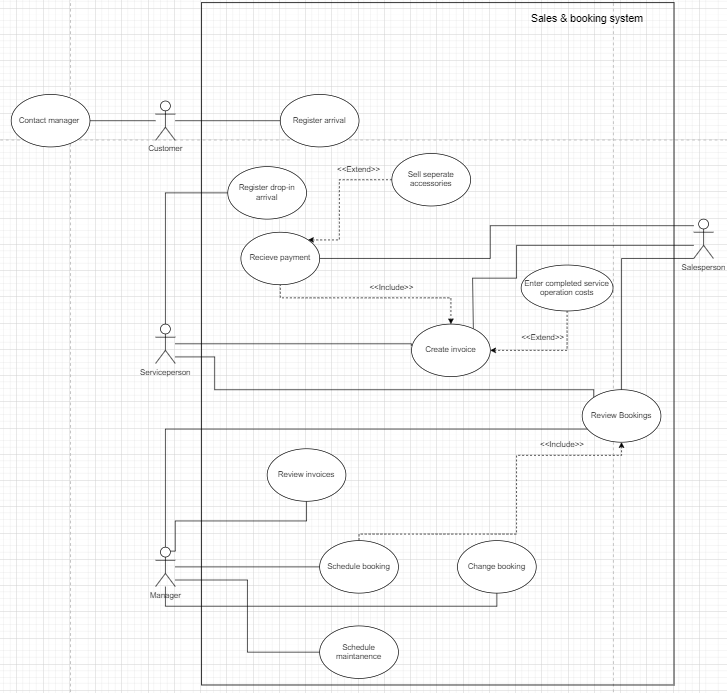 Sales & booking system
Contact manager
Customer
Register arrival
<<Extend>>
Sell seperate
accessories
Register drop-in
arrival
Recieve payment
Salesperson
<<Include>>
Enter completed service
operation costs
<<Extend>>
Create invoice
Serviceperson
Review Bookings
<<Include>>
Review invoices
Schedule booking
Change booking
Manager
Schedule
maintanence